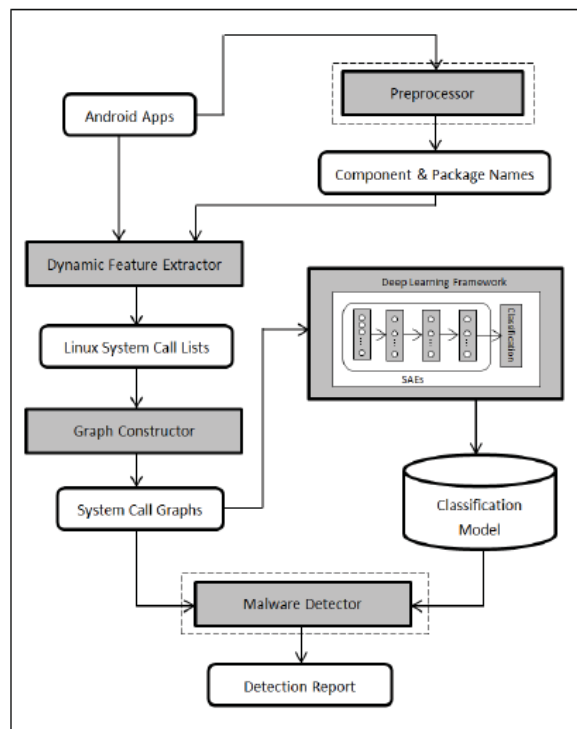 Preprocessor
Android Apps
Component & Package Names
Dynamic Feature Extractor
Deep Learning Framework
Classification
SAEs
Linux System Call Lists
Graph Constructor
System Call Graphs
Classification
Model
Malware Detector
Detection Report